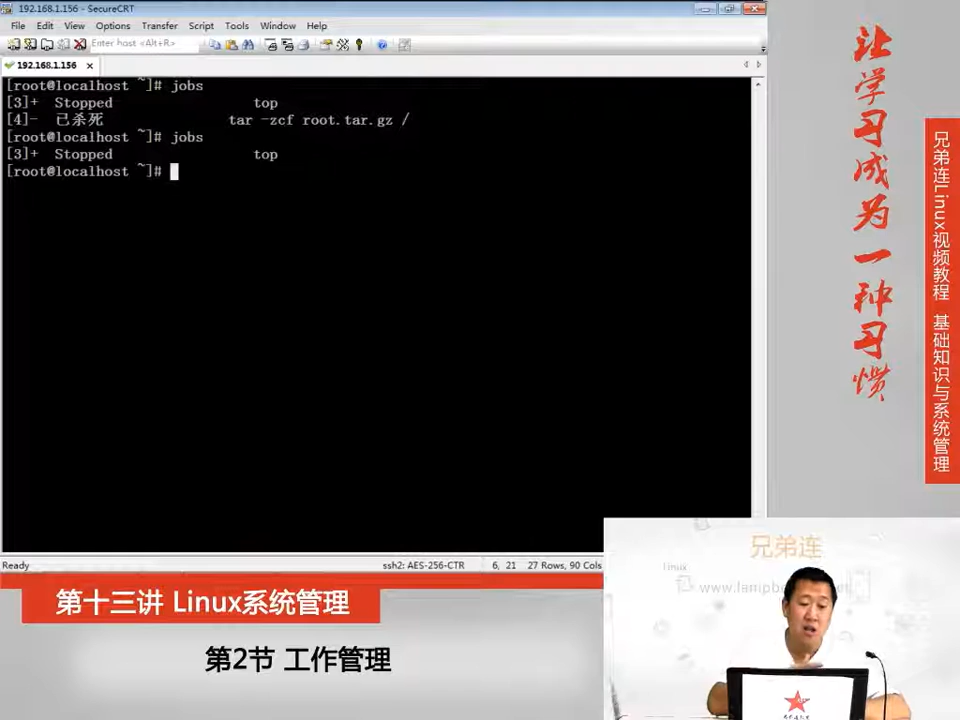 192.168.1.156 - SecureCRT
File Edit View Options Transfer Script Tools Window Help
Enter host <Alt+R>
192.168.1.156
[root@localhost ~]# jobs
[3]+  Stopped                 top
[4]-  已杀死               tar -zcf root.tar.gz /
[root@localhost ~]# jobs
[3]+  Stopped                 top
[root@localhost ~]#
Ready
ssh2: AES-256-CTR
6, 21
27 Rows, 90 Cols
让学习成为一种习惯
兄弟连Linux视频教程 基础知识与系统管理
第十三讲 Linux系统管理
第2节 工作管理
兄弟连
Linux